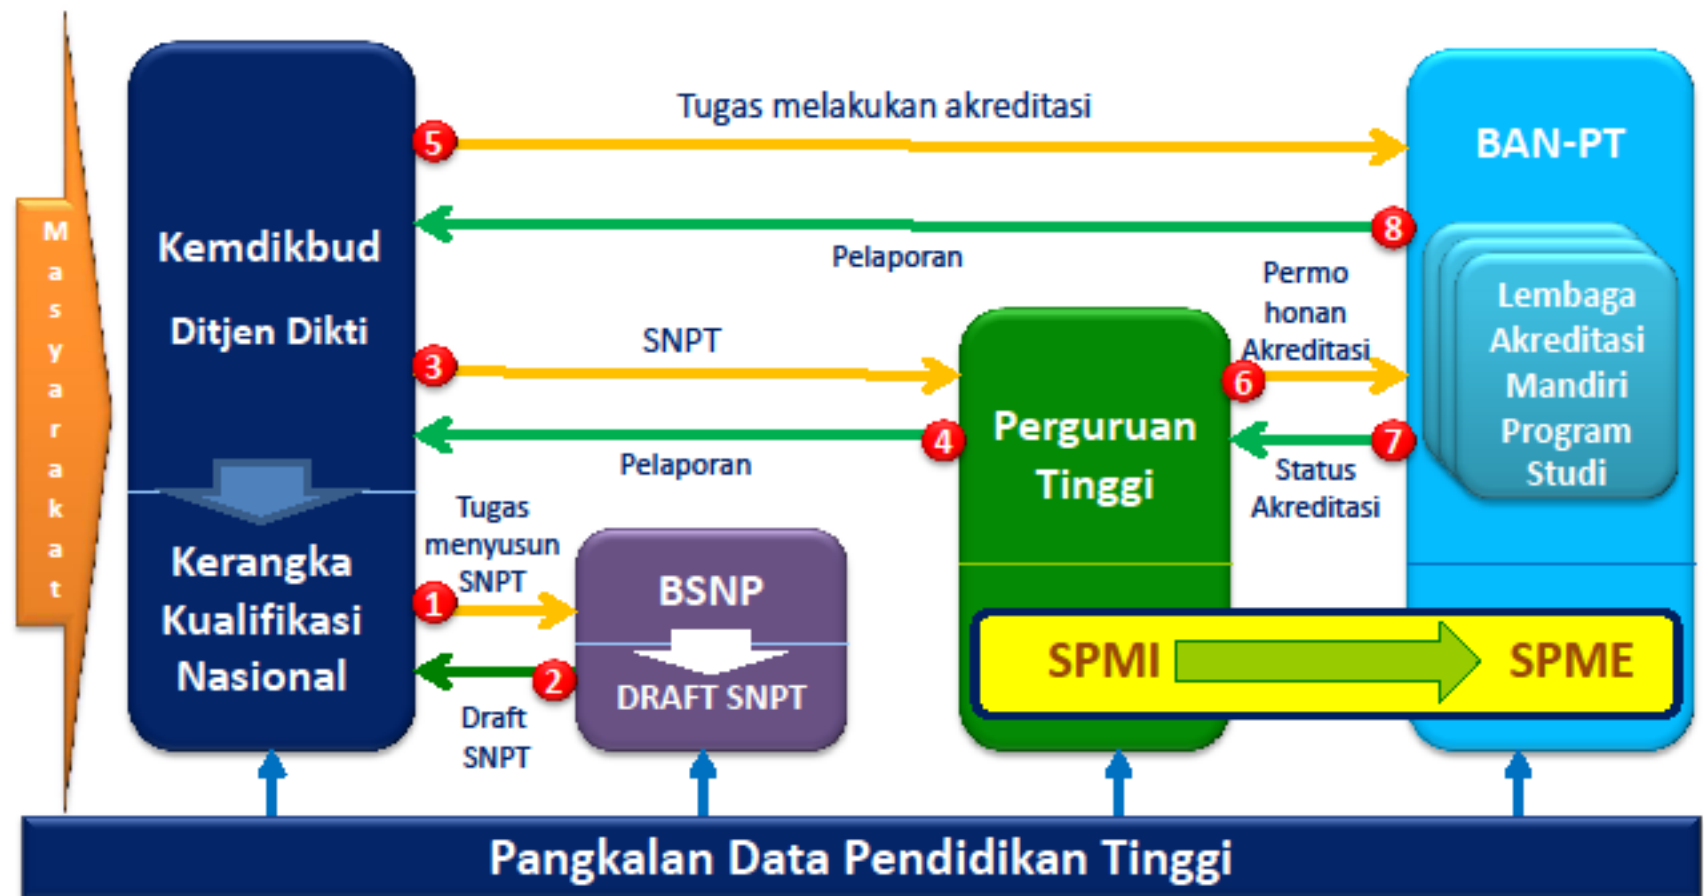 Masyarakat
Kemdikbud
Ditjen Dikti
Kerangka
Kualifikasi
Nasional
5
Tugas melakukan akreditasi
8
Pelaporan
3
SNPT
4
Pelaporan
Tugas
menyusun
SNPT
1
2
Draft
SNPT
BSNP
DRAFT SNPT
Perguruan
Tinggi
Permo
honan
Akreditasi
6
7
Status
Akreditasi
BAN-PT
Lembaga
Akreditasi
Mandiri
Program
Studi
SPMI
SPME
Pangkalan Data Pendidikan Tinggi